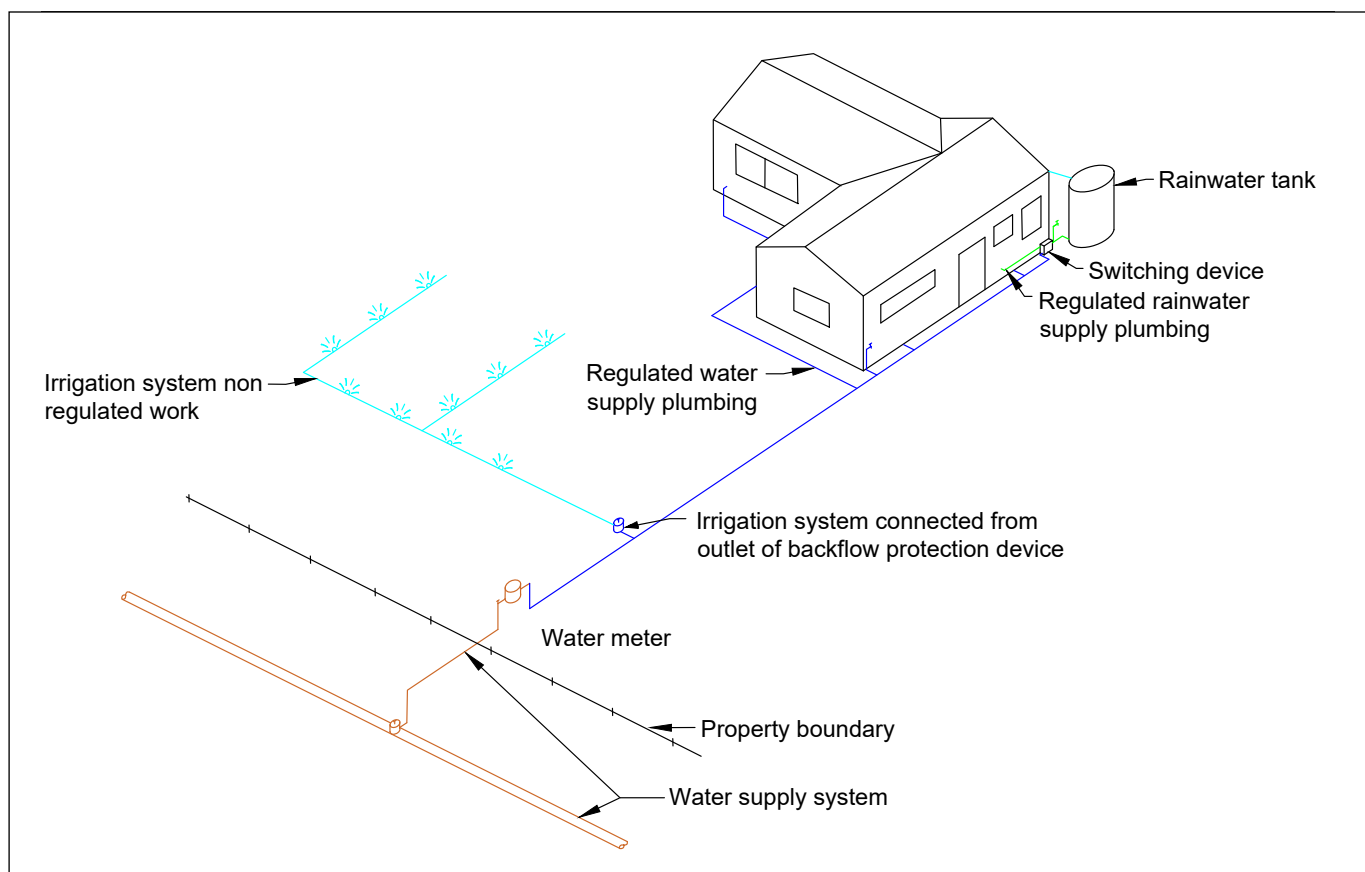 Rainwater tank
Switching device
Regulated rainwater
supply plumbing
Irrigation system non
regulated work
Regulated water
supply plumbing
Irrigation system connected from
outlet of backflow protection device
Water meter
Property boundary
Water supply system